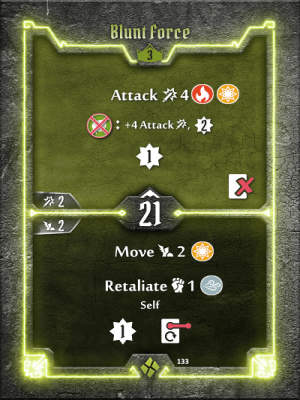 Blunt Force
3
Attack 4
: +4 Attack , 2
1
2
21
2
Move 2
Retaliate 1
Self
1
133